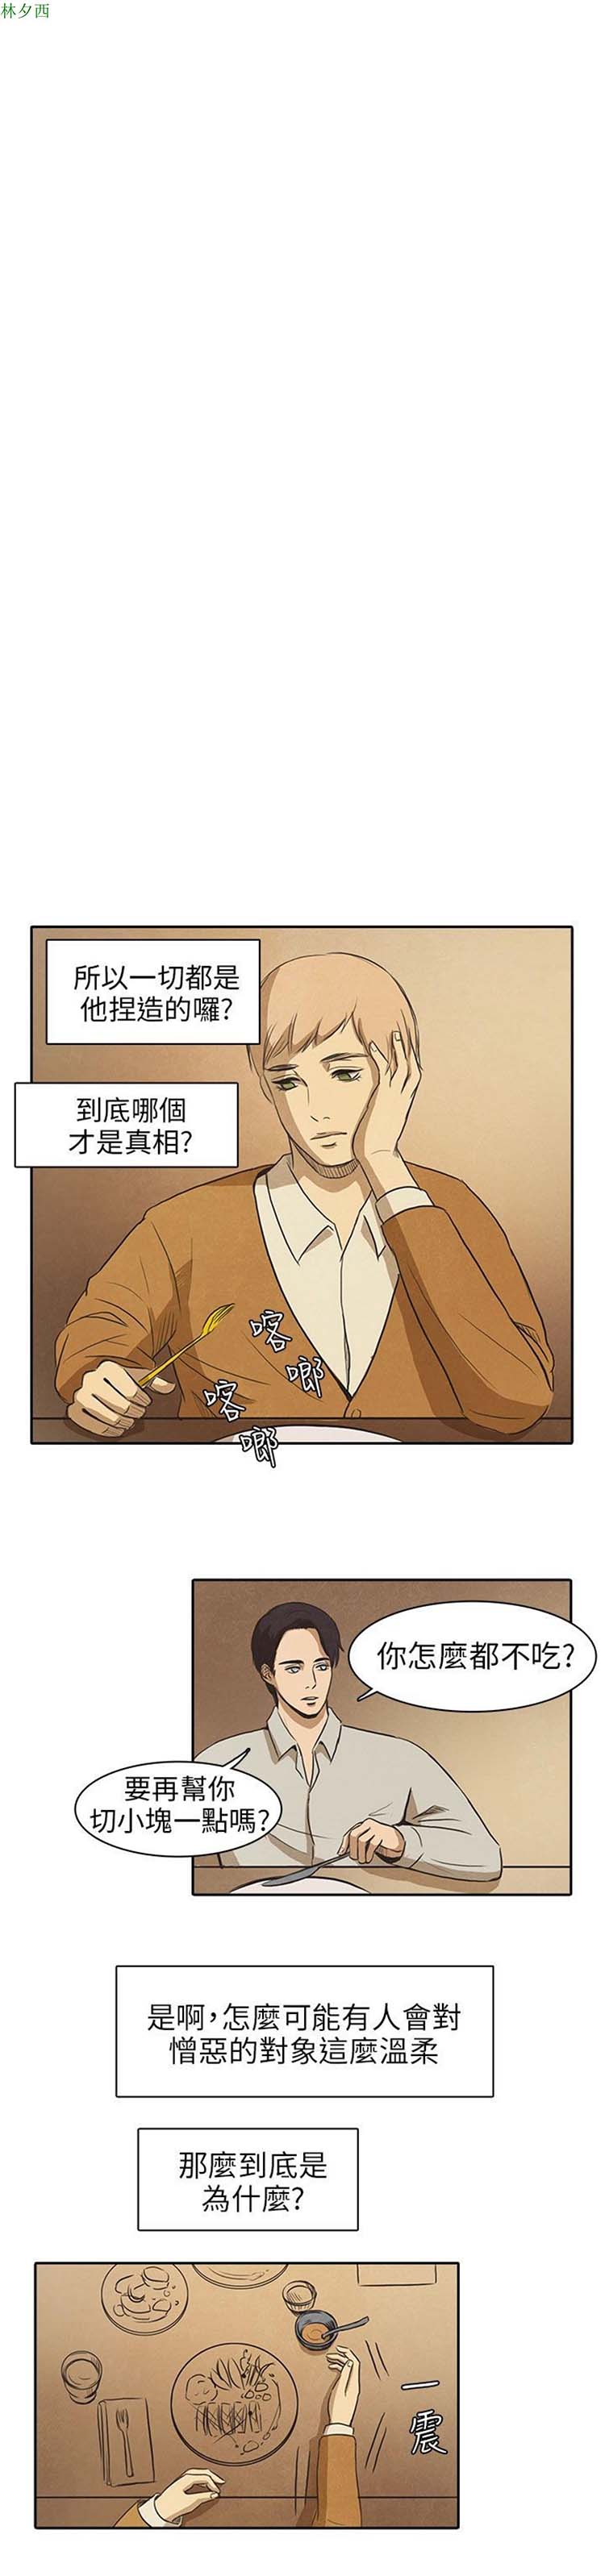 林夕西
所以一切都是
他捏造的囉?
到底哪個
才是真相?
喀
啷
喀
啷
你怎麼都不吃?
要再幫你
切小塊一點嗎?
是啊,怎麼可能有人會對
憎惡的對象這麼溫柔
那麼到底是
為什麼?
一
震